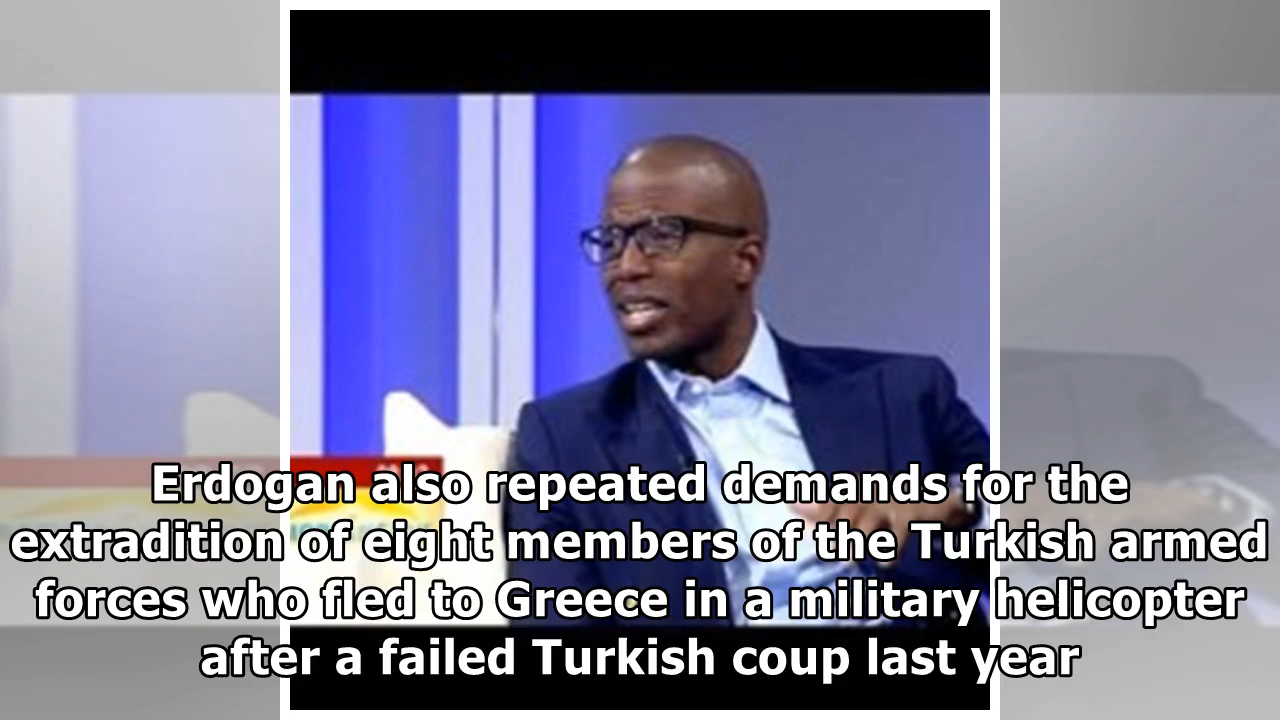 Erdogan also repeated demands for the
extradition of eight members of the Turkish armed
forces who fled to Greece in a military helicopter
after a failed Turkish coup last year